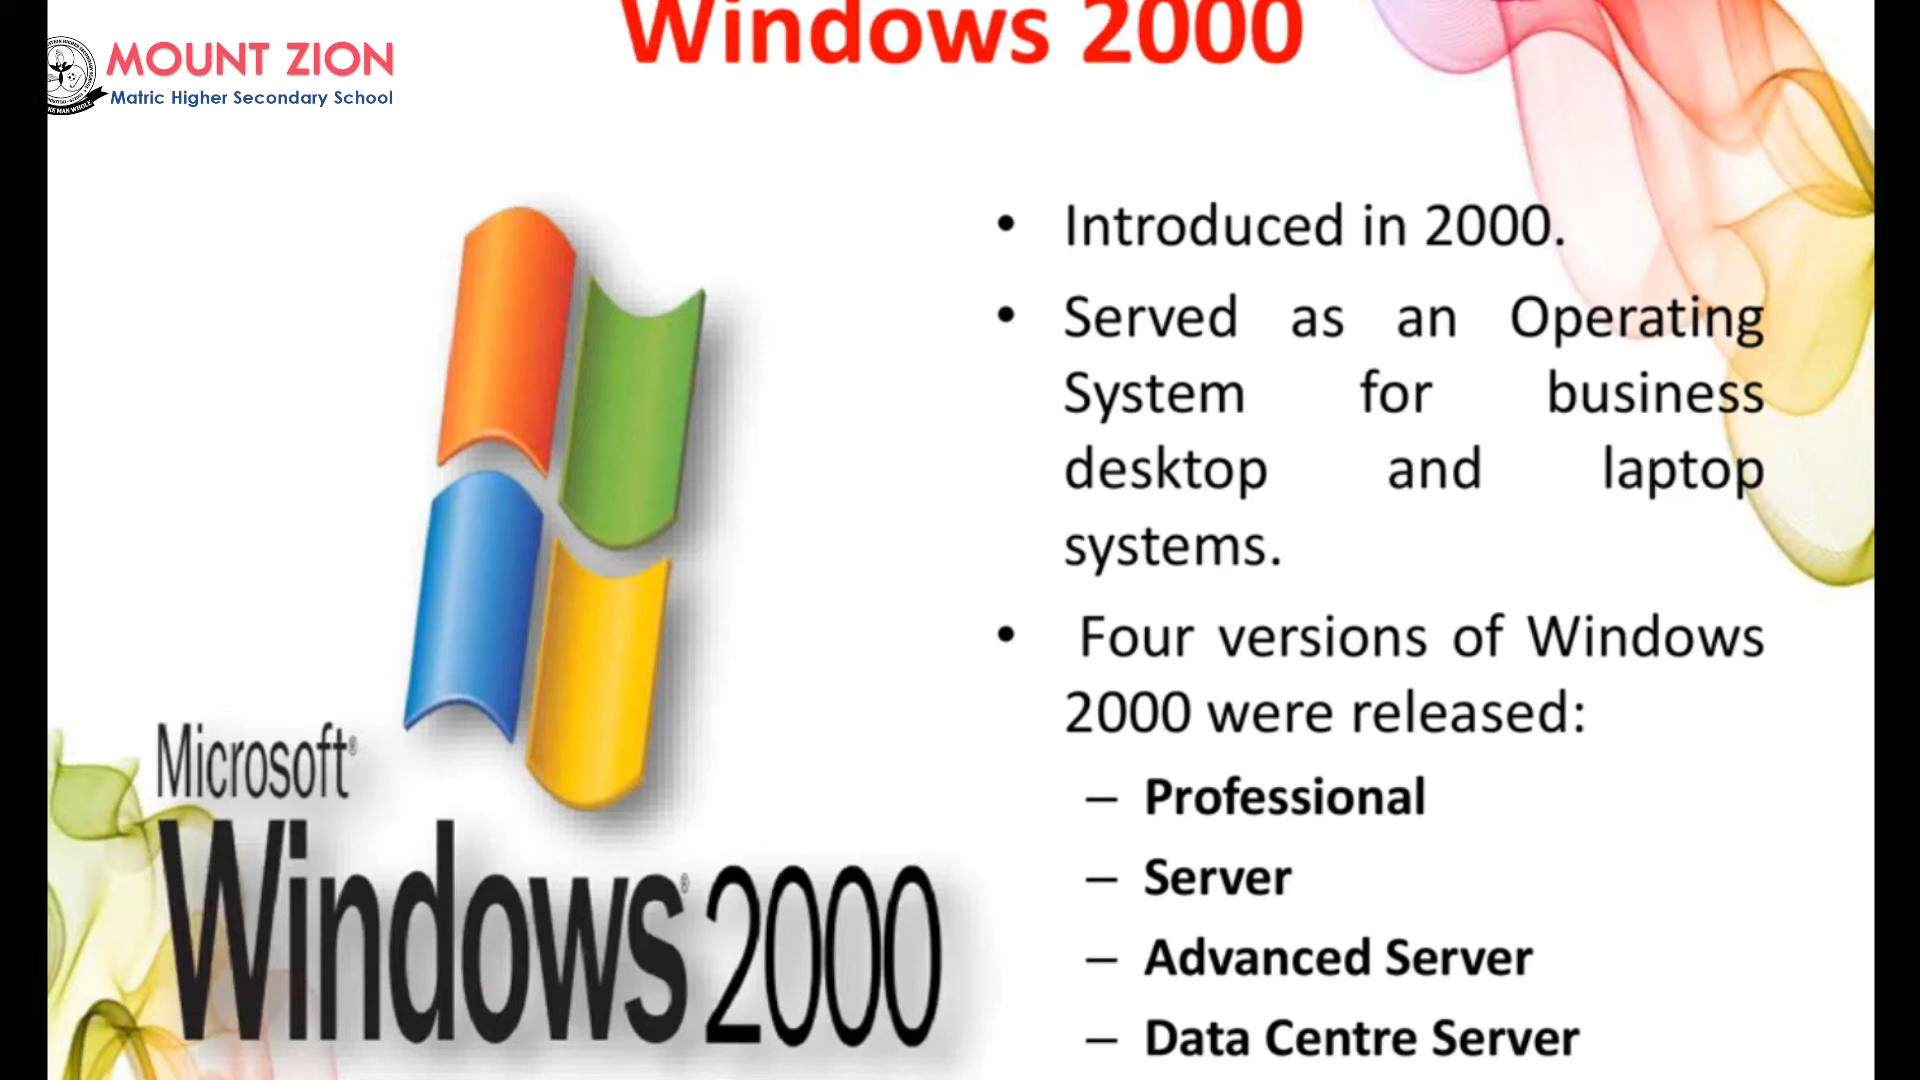 Windows 2000
MOUNT ZION
Matric Higher Secondary School
• Introduced in 2000.
• Served as an Operating
System for business
desktop and laptop
systems.
• Four versions of Windows
2000 were released:
– Professional
– Server
– Advanced Server
– Data Centre Server
Microsoft®
Windows® 2000